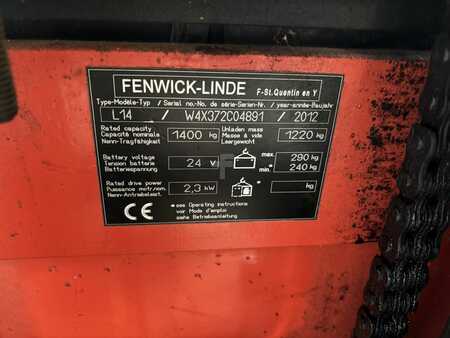 FENWICK-LINDE F-St.Quentin en Y
Type-Modèle-Typ / Serial no.-No. de série-Serien-Nr. / year-année-Baujahr
L14 / W4X372C04891 / 2012
Rated capacity
Capacité nominale 1400 kg
Nenn-Tragfähigkeit
Unladen mass
Masse à vide 1220 kg
Leergewicht
Battery voltage
Tension batterie 24 V
Batteriespannung
max. 290 kg
min.* 240 kg
Rated drive power
Puissance motr./nom. 2,3 kW
Nenn-Antriebsleist.
kg
* see Operating instructions
voir Mode d'emploi
siehe Betriebsanleitung
CE